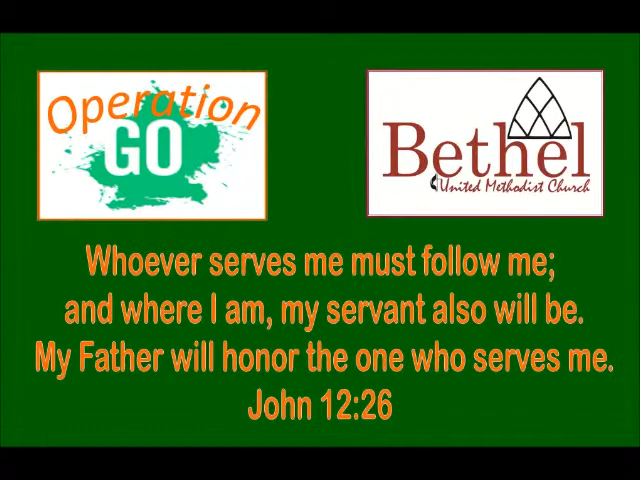 Operation
GO
Bethel
United Methodist Church
Whoever serves me must follow me;
and where I am, my servant also will be.
My Father will honor the one who serves me.
John 12:26